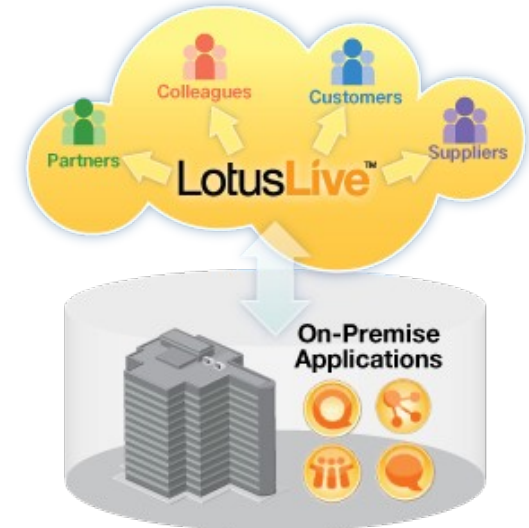 Colleagues
Customers
Partners
Suppliers
LotusLive™
On-Premise
Applications